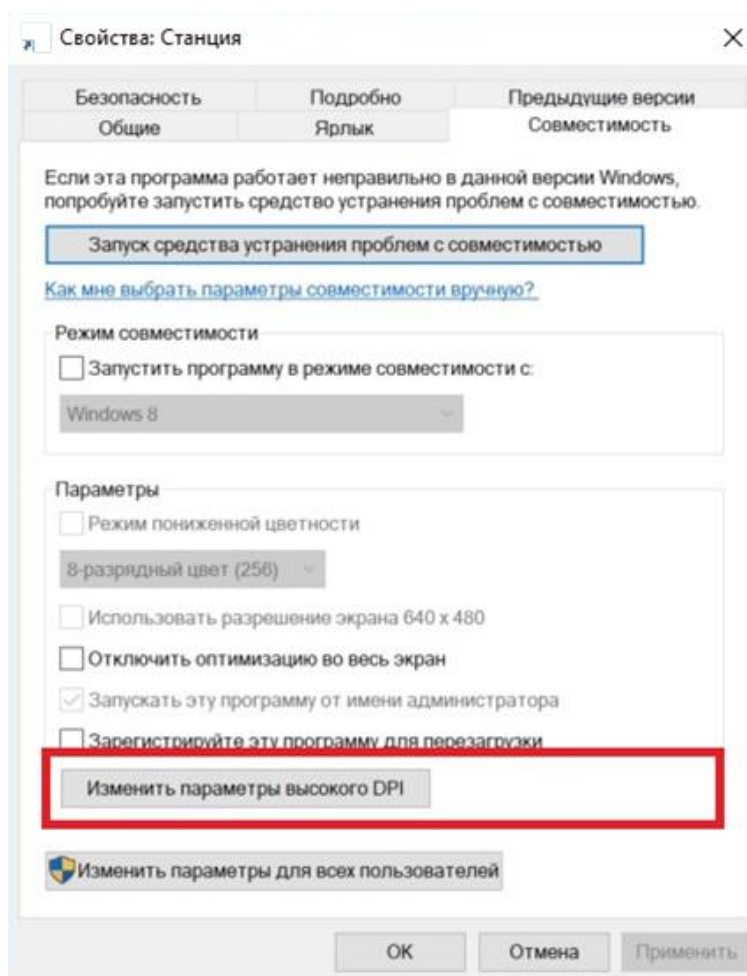 Свойства: Станция
Безопасность Подробно Предыдущие версии
Общие Ярлык Совместимость
Если эта программа работает неправильно в данной версии Windows,
попробуйте запустить средство устранения проблем с совместимостью.
Запуск средства устранения проблем с совместимостью
Как мне выбрать параметры совместимости вручную?
Режим совместимости
Запустить программу в режиме совместимости с:
Windows 8
Параметры
Режим пониженной цветности
8-разрядный цвет (256)
Использовать разрешение экрана 640 x 480
Отключить оптимизацию во весь экран
Запускать эту программу от имени администратора
Зарегистрируйте эту программу для перезагрузки
Изменить параметры высокого DPI
Изменить параметры для всех пользователей
ОК Отмена Применить